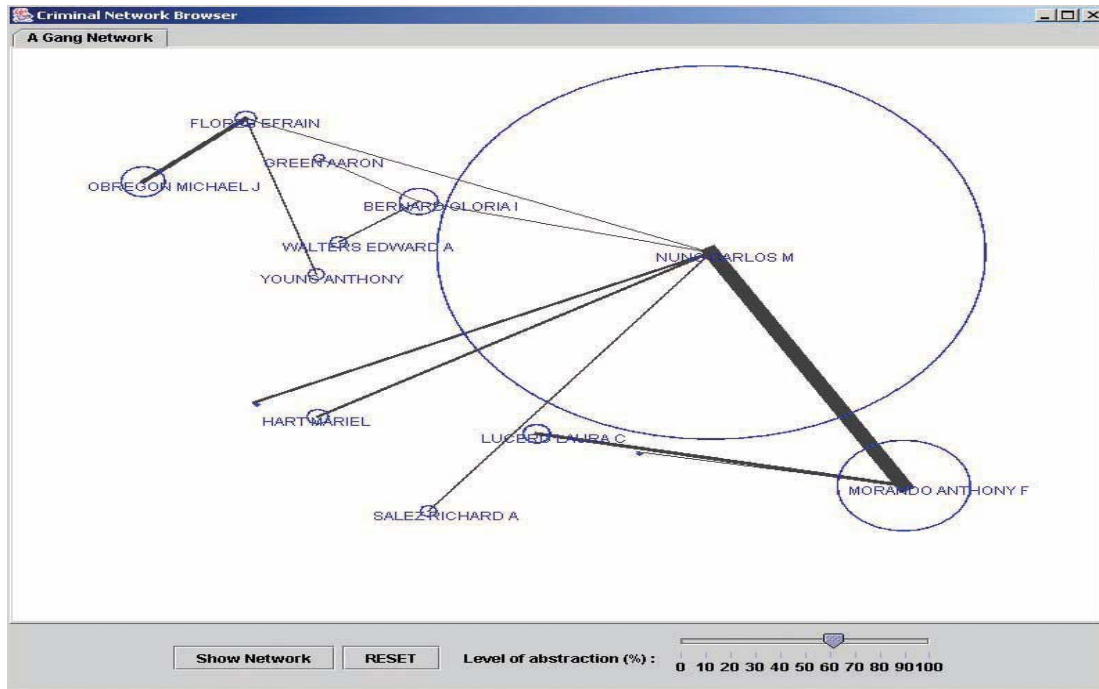 Criminal Network Browser
A Gang Network
FLORES EFRAIN
GREEN AARON
OBREGON MICHAEL J
BERNARD GLORIA I
WALTERS EDWARD A
NUNO CARLOS M
YOUNG ANTHONY
HART MARIEL
LUCERO LAURA C
MORANDO ANTHONY F
SALEZ RICHARD A
Show Network
RESET
Level of abstraction (%) :
0 10 20 30 40 50 60 70 80 90 100